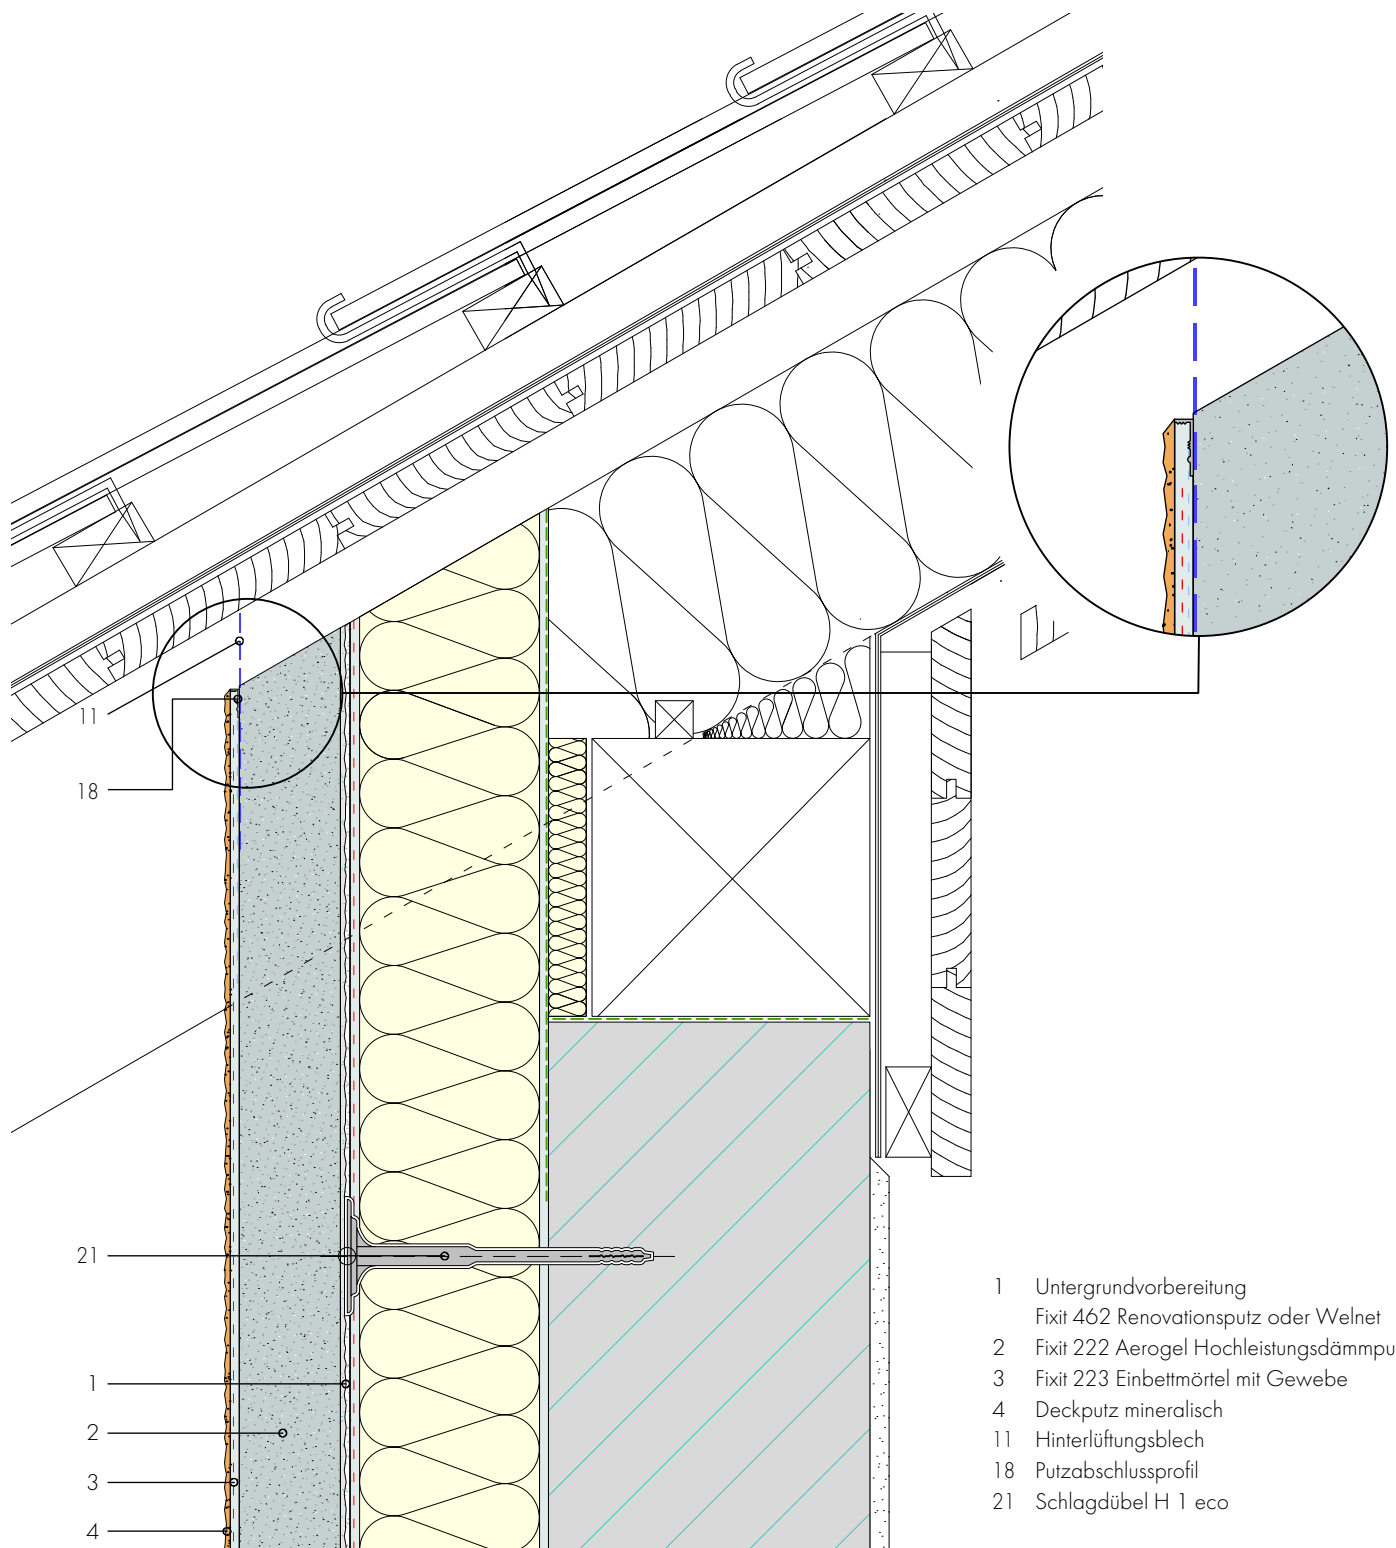 11
18
21
1
2
3
4
1 Untergrundvorbereitung
Fixit 462 Renovationsputz oder Welnet
2 Fixit 222 Aerogel Hochleistungsdämmpu
3 Fixit 223 Einbettmörtel mit Gewebe
4 Deckputz mineralisch
11 Hinterlüftungsblech
18 Putzabschlussprofil
21 Schlagdübel H 1 eco